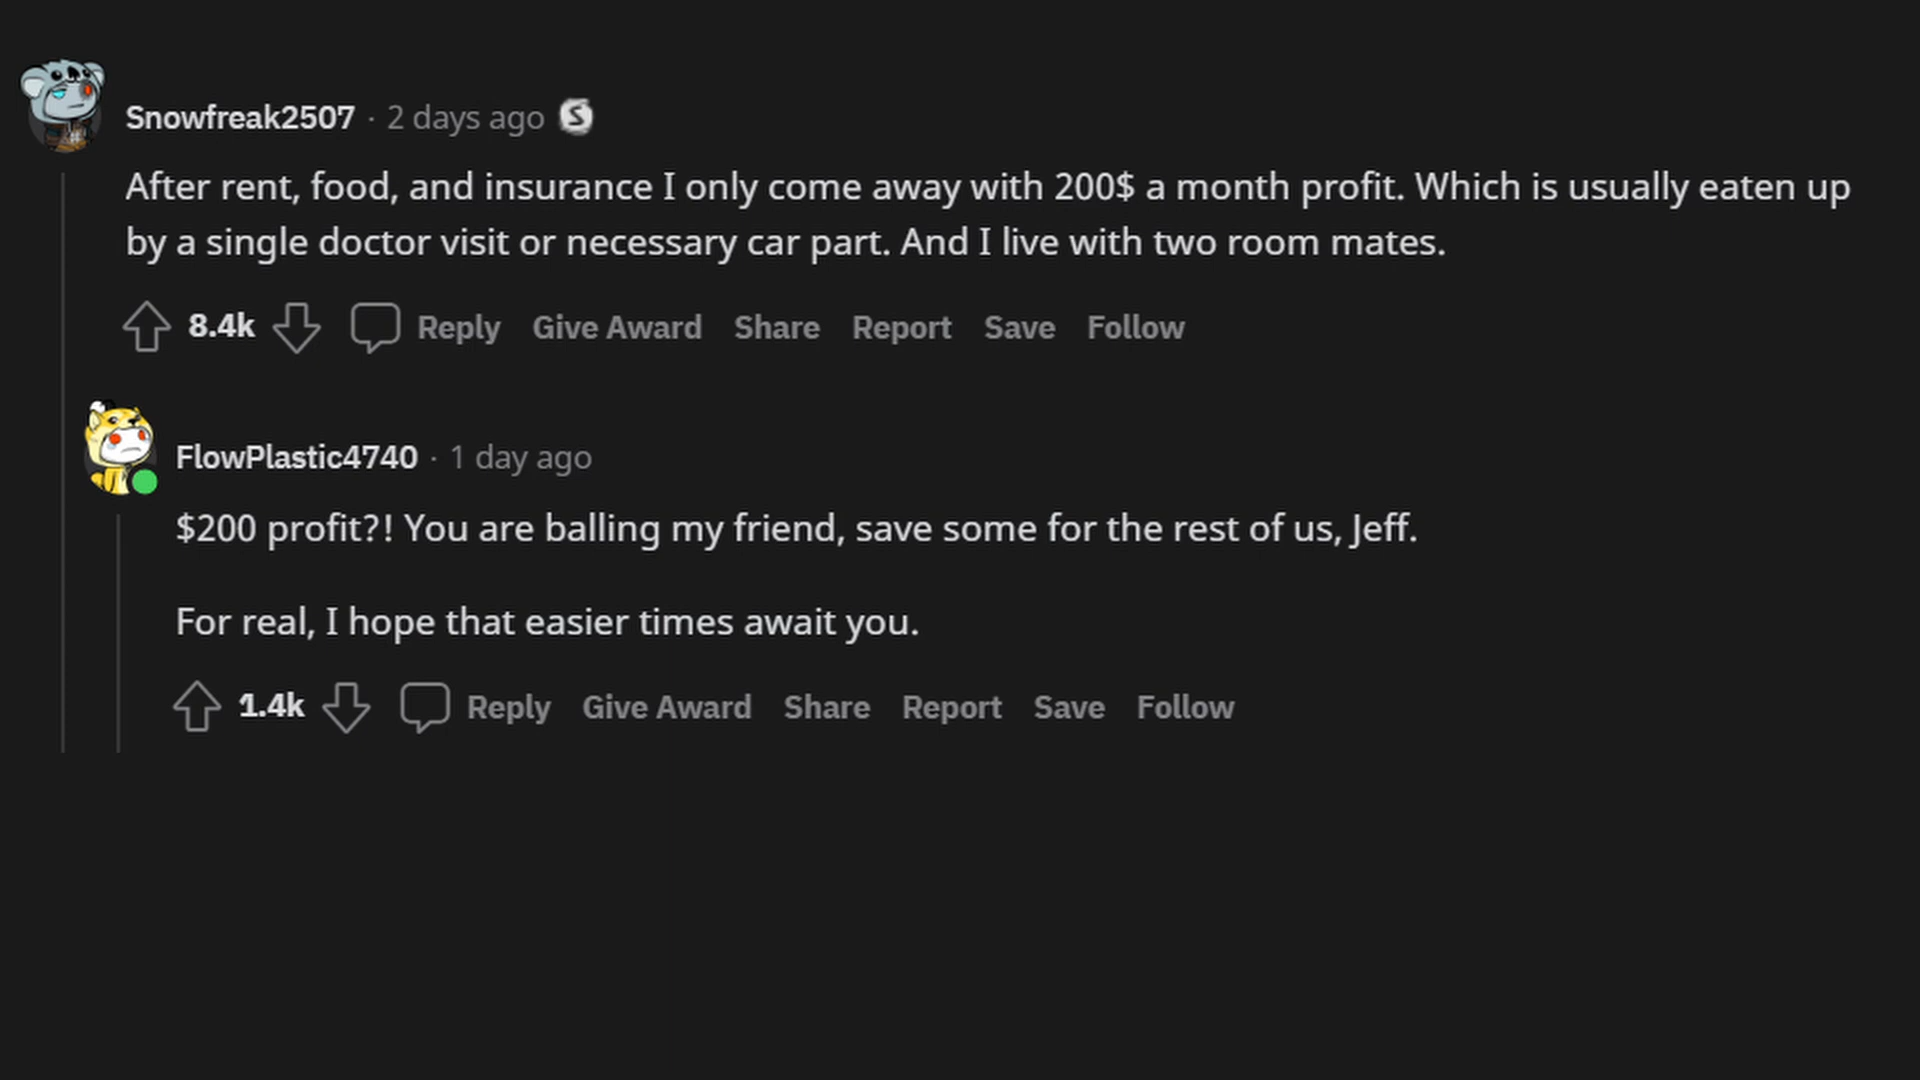 Snowfreak2507 · 2 days ago S
After rent, food, and insurance I only come away with 200$ a month profit. Which is usually eaten up
by a single doctor visit or necessary car part. And I live with two room mates.
8.4k Reply Give Award Share Report Save Follow
FlowPlastic4740 · 1 day ago
$200 profit?! You are balling my friend, save some for the rest of us, Jeff.
For real, I hope that easier times await you.
1.4k Reply Give Award Share Report Save Follow